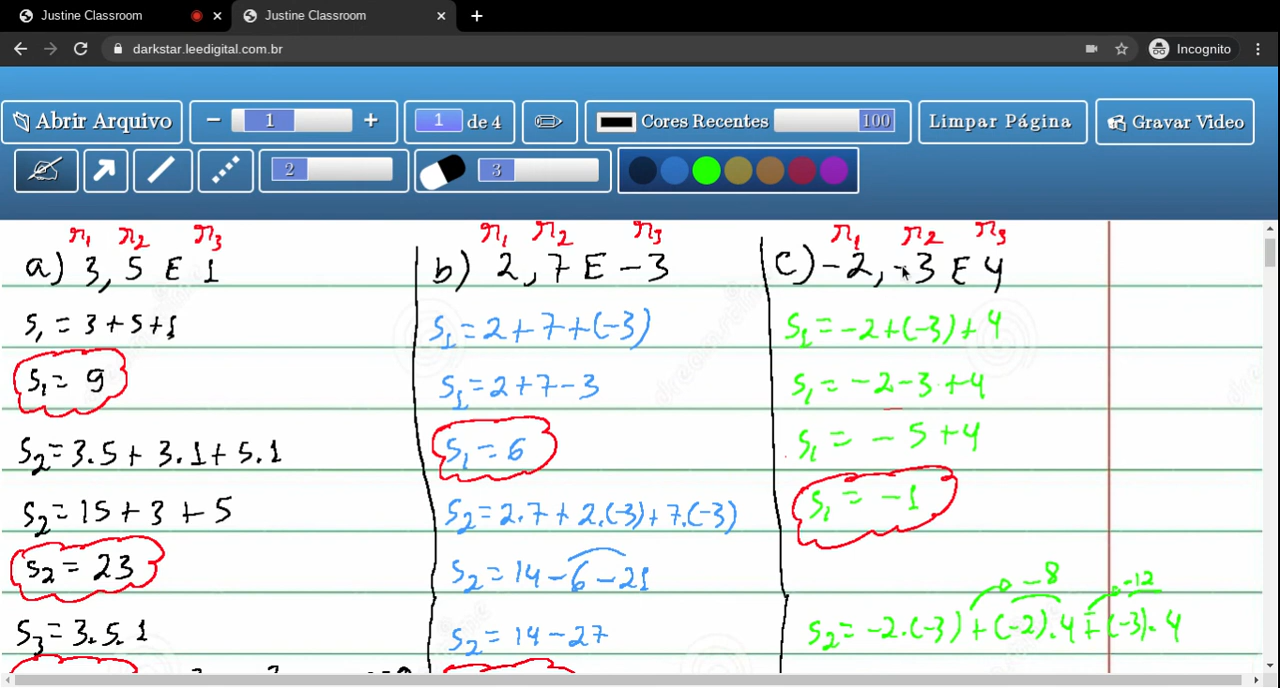 Justine Classroom
Justine Classroom
darkstar.leedigital.com.br
Incognito
Abrir Arquivo
− 1 +
1 de 4
Cores Recentes 100
Limpar Página
Gravar Video
2
3
r₁ r₂ r₃
a) 3, 5 E 1
S₁ = 3 + 5 + 1
S₁ = 9
S₂ = 3.5 + 3.1 + 5.1
S₂ = 15 + 3 + 5
S₂ = 23
S₃ = 3.5.1
r₁ r₂ r₃
b) 2, 7 E −3
S₁ = 2 + 7 + (−3)
S₁ = 2 + 7 − 3
S₁ = 6
S₂ = 2.7 + 2.(−3) + 7.(−3)
S₂ = 14 − 6 − 21
S₂ = 14 − 27
r₁ r₂ r₃
C) −2, −3 E 4
S₁ = −2 + (−3) + 4
S₁ = −2 − 3 + 4
S₁ = − 5 + 4
S₁ = −1
−8 −12
S₂ = −2.(−3) + (−2).4 + (−3).4